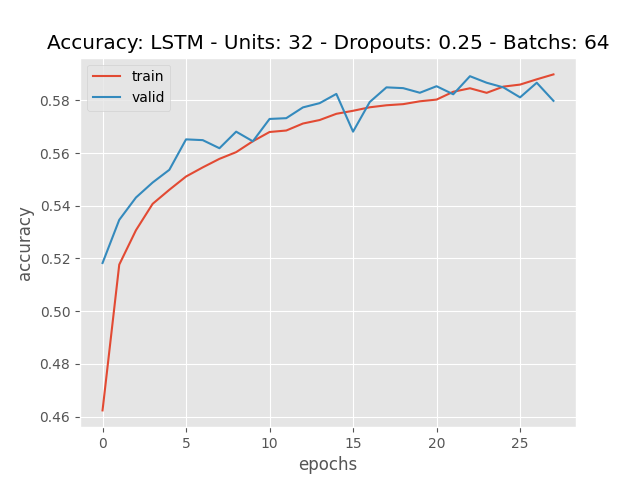 Accuracy: LSTM - Units: 32 - Dropouts: 0.25 - Batchs: 64
train
valid
0.58
0.56
0.54
0.52
0.50
0.48
0.46
accuracy
0 5 10 15 20 25
epochs